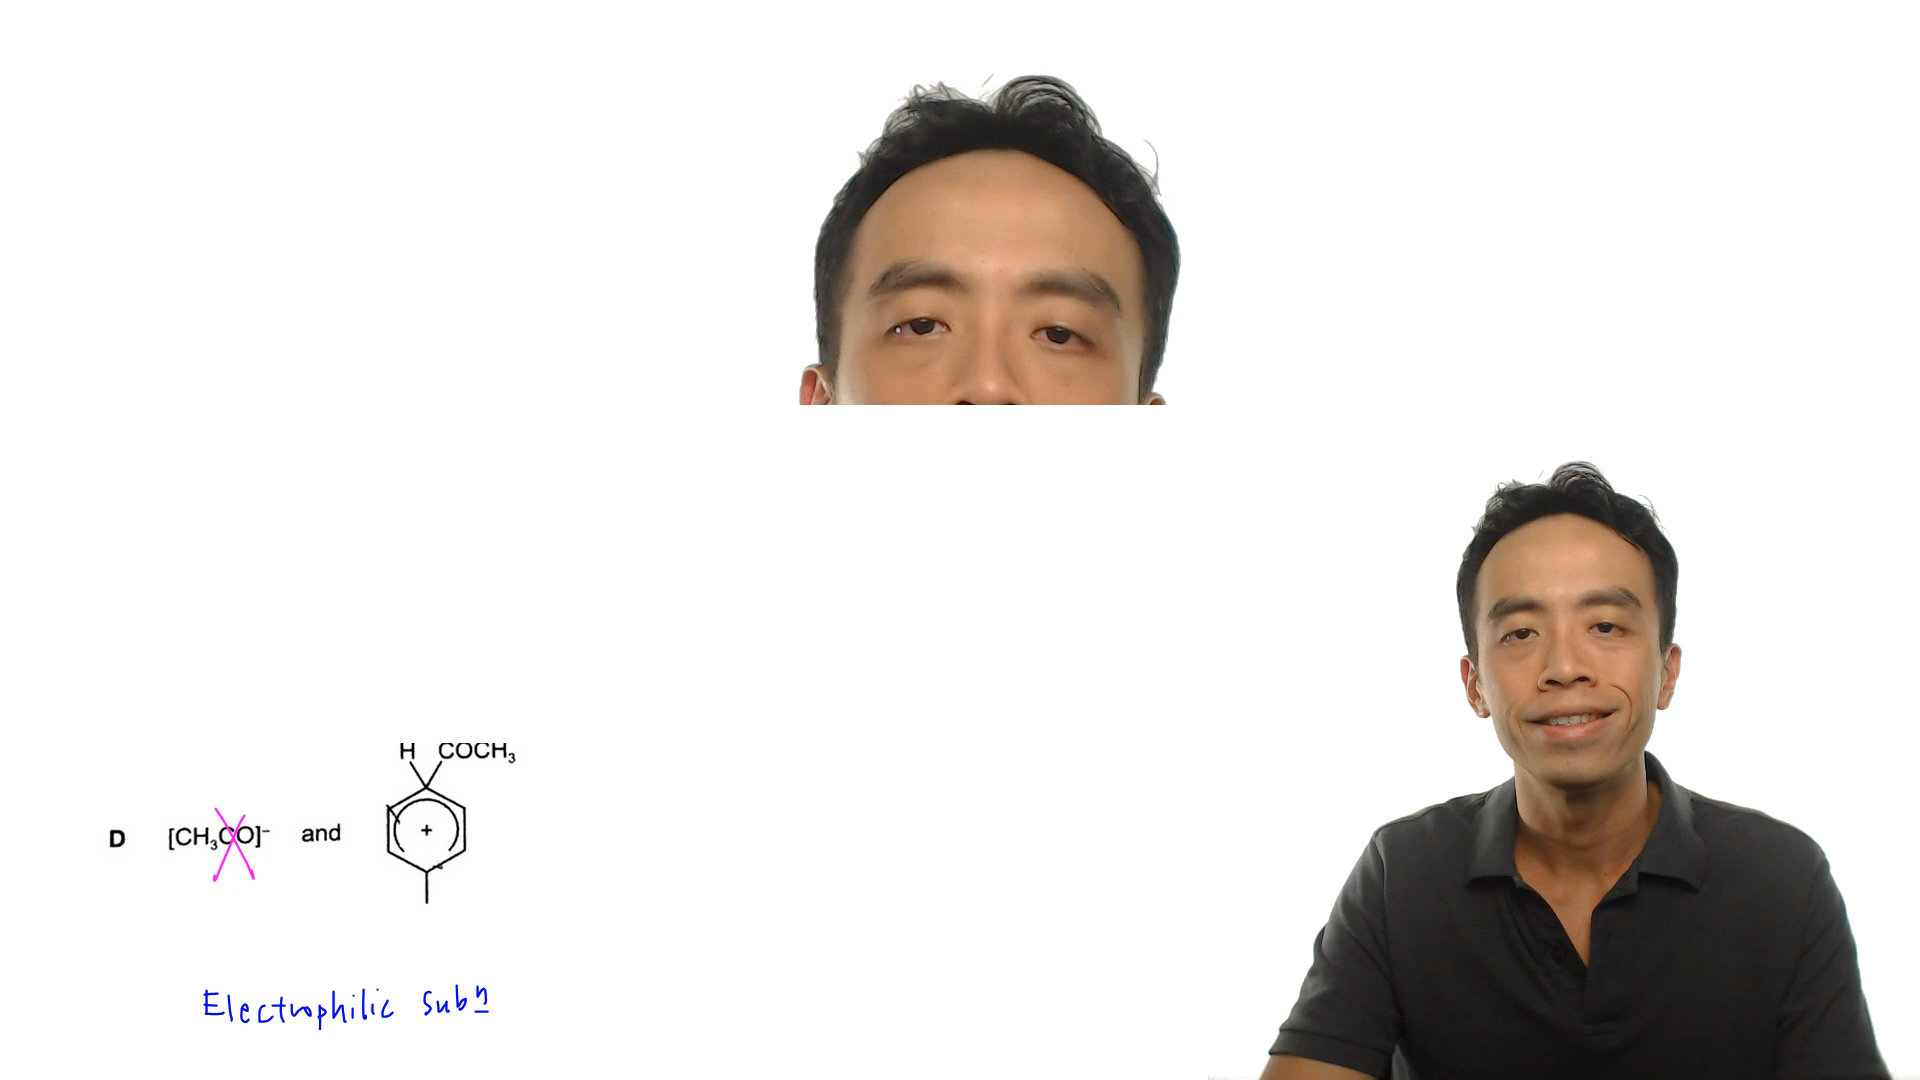 H COCH₃
D [CH₃CO]⁻ and
+
Electrophilic subⁿ